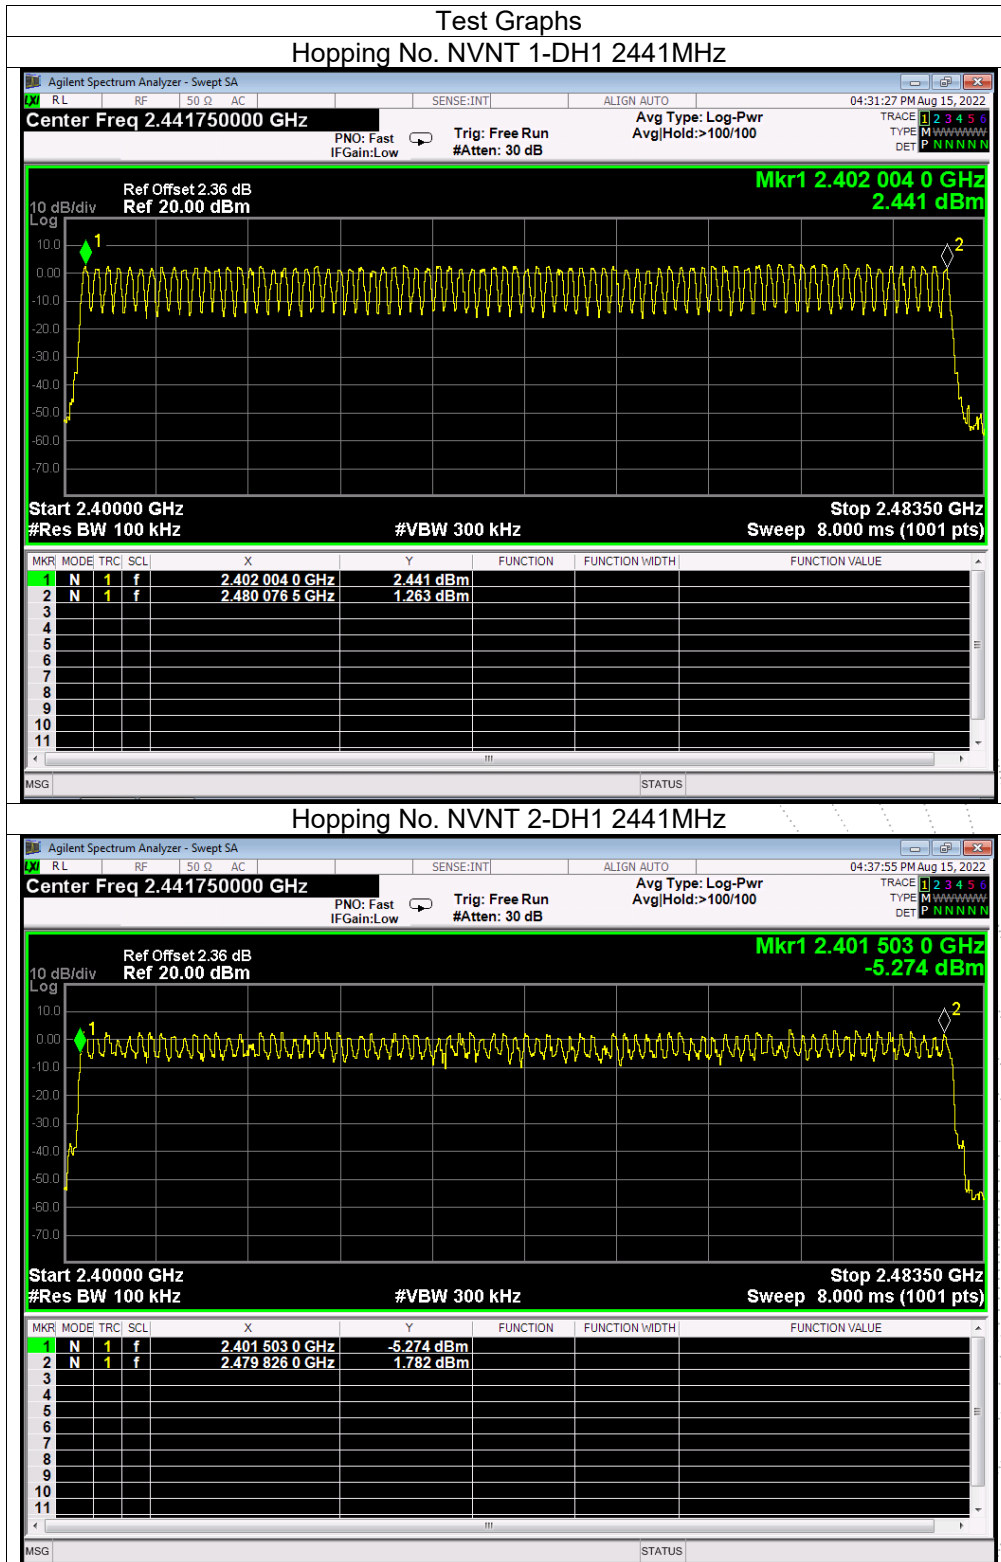 Test Graphs
Hopping No. NVNT 1-DH1 2441MHz
Agilent Spectrum Analyzer - Swept SA
LXI RL RF 50 Ω AC SENSE:INT ALIGN AUTO 04:31:27 PM Aug 15, 2022
Center Freq 2.441750000 GHz Avg Type: Log-Pwr TRACE 1 2 3 4 5 6
PNO: Fast Trig: Free Run Avg|Hold:>100/100 TYPE M WWWWW
IFGain:Low #Atten: 30 dB DET P N N N N N
Mkr1 2.402 004 0 GHz
Ref Offset 2.36 dB
10 dB/div Ref 20.00 dBm 2.441 dBm
Log
1 2
10.0
0.00
-10.0
-20.0
-30.0
-40.0
-50.0
-60.0
-70.0
Start 2.40000 GHz Stop 2.48350 GHz
#Res BW 100 kHz #VBW 300 kHz Sweep 8.000 ms (1001 pts)
MKR MODE TRC SCL X Y FUNCTION FUNCTION WIDTH FUNCTION VALUE
1 N 1 f 2.402 004 0 GHz 2.441 dBm
2 N 1 f 2.480 076 5 GHz 1.263 dBm
3
4
5
6
7
8
9
10
11
MSG STATUS
Hopping No. NVNT 2-DH1 2441MHz
Agilent Spectrum Analyzer - Swept SA
LXI RL RF 50 Ω AC SENSE:INT ALIGN AUTO 04:37:55 PM Aug 15, 2022
Center Freq 2.441750000 GHz Avg Type: Log-Pwr TRACE 1 2 3 4 5 6
PNO: Fast Trig: Free Run Avg|Hold:>100/100 TYPE M WWWWW
IFGain:Low #Atten: 30 dB DET P N N N N N
Mkr1 2.401 503 0 GHz
Ref Offset 2.36 dB
10 dB/div Ref 20.00 dBm -5.274 dBm
Log
1 2
10.0
0.00
-10.0
-20.0
-30.0
-40.0
-50.0
-60.0
-70.0
Start 2.40000 GHz Stop 2.48350 GHz
#Res BW 100 kHz #VBW 300 kHz Sweep 8.000 ms (1001 pts)
MKR MODE TRC SCL X Y FUNCTION FUNCTION WIDTH FUNCTION VALUE
1 N 1 f 2.401 503 0 GHz -5.274 dBm
2 N 1 f 2.479 826 0 GHz 1.782 dBm
3
4
5
6
7
8
9
10
11
MSG STATUS